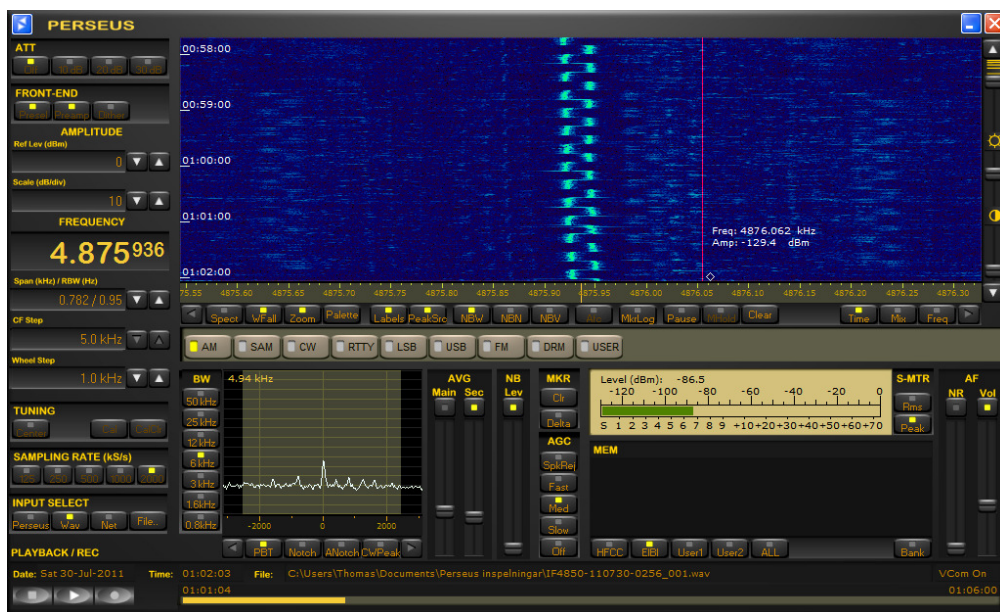 PERSEUS
ATT
Off 10 dB 20 dB 30 dB
FRONT-END
Presel Preamp Dither
AMPLITUDE
Ref Lev (dBm)
0
Scale (dB/div)
10
FREQUENCY
4.875936
Span (kHz) / RBW (Hz)
0.782 / 0.95
CF Step
5.0 kHz
Wheel Step
1.0 kHz
TUNING
Center Cal CalClr
SAMPLING RATE (kS/s)
125 250 500 1000 2000
INPUT SELECT
Perseus Wav Net File..
PLAYBACK / REC
00:58:00
00:59:00
01:00:00
01:01:00
01:02:00
Freq: 4876.062 kHz
Amp: -129.4 dBm
75.55 4875.60 4875.65 4875.70 4875.75 4875.80 4875.85 4875.90 4875.95 4876.00 4876.05 4876.10 4876.15 4876.20 4876.25 4876.30
Spect WFall Zoom Palette Labels PeakSrc NBW NBN NBV MkrLog Pause MxHold Clear Time Mix Freq
AM SAM CW RTTY LSB USB FM DRM USER
BW
50 kHz
25 kHz
12 kHz
6 kHz
3 kHz
1.6kHz
0.8kHz
4.94 kHz
-2000 0 2000
PBT Notch ANotch CWPeak
AVG
Main Sec
NB
Lev
MKR
Clr
Delta
AGC
SpkRej
Fast
Med
Slow
Off
Level (dBm): -86.5
-120 -100 -80 -60 -40 -20 0
S 1 2 3 4 5 6 7 8 9 +10+20+30+40+50+60+70
S-MTR
Rms
Peak
AF
NR Vol
MEM
HFCC EIBI User1 User2 ALL Bank
Date: Sat 30-Jul-2011 Time: 01:02:03 File: C:\Users\Thomas\Documents\Perseus inspelningar\IF4850-110730-0256_001.wav VCom On
01:01:04 01:06:00